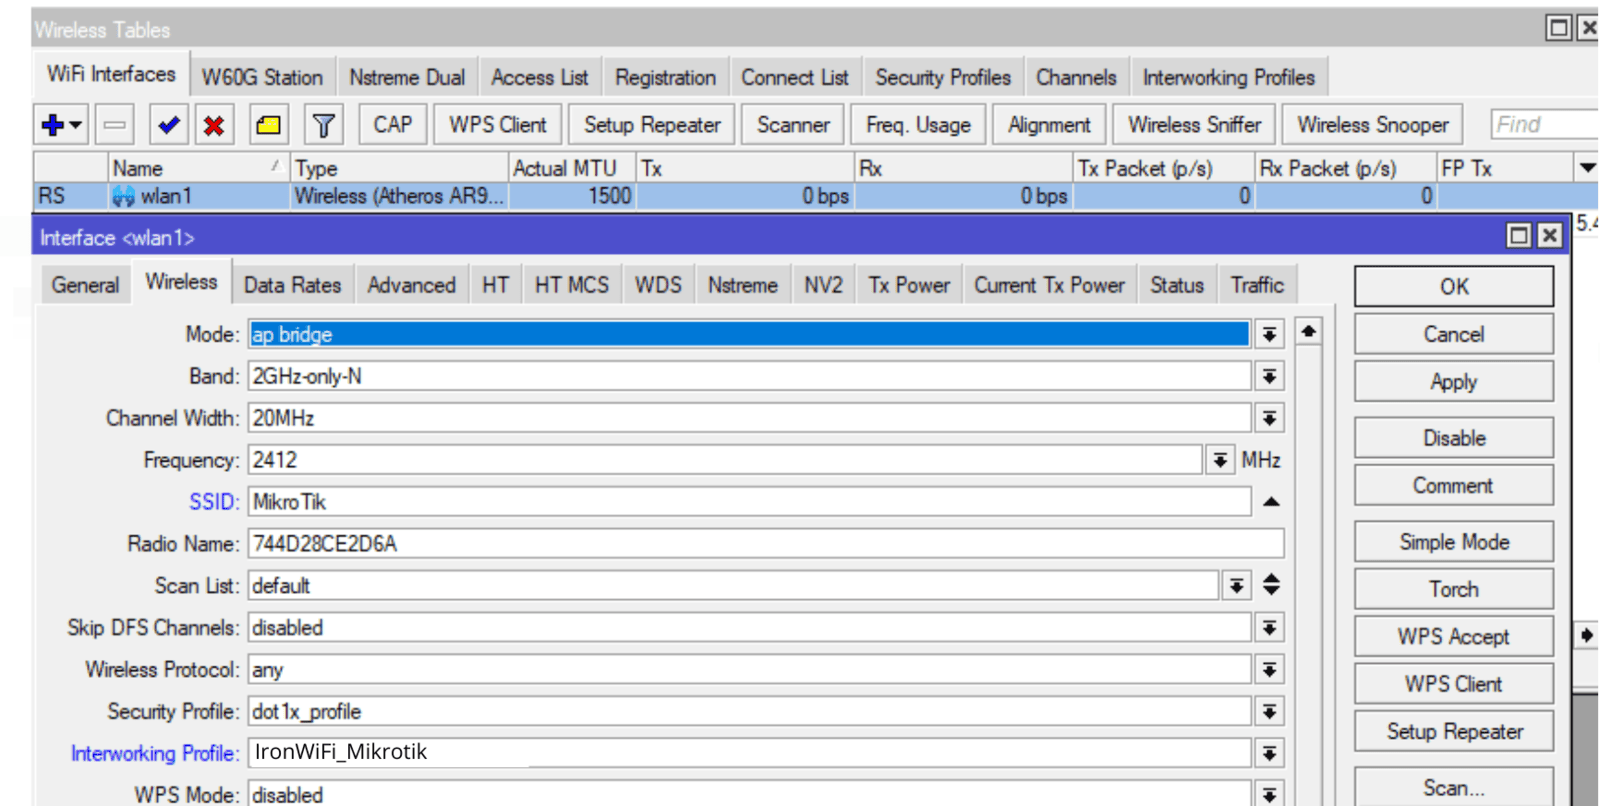 Wireless Tables
WiFi Interfaces W60G Station Nstreme Dual Access List Registration Connect List Security Profiles Channels Interworking Profiles
CAP WPS Client Setup Repeater Scanner Freq. Usage Alignment Wireless Sniffer Wireless Snooper Find
Name Type Actual MTU Tx Rx Tx Packet (p/s) Rx Packet (p/s) FP Tx
RS wlan1 Wireless (Atheros AR9... 1500 0 bps 0 bps 0 0
Interface <wlan1>
General Wireless Data Rates Advanced HT HT MCS WDS Nstreme NV2 Tx Power Current Tx Power Status Traffic
OK
Mode: ap bridge
Cancel
Band: 2GHz-only-N
Apply
Channel Width: 20MHz
Disable
Frequency: 2412 MHz
Comment
SSID: MikroTik
Radio Name: 744D28CE2D6A
Simple Mode
Scan List: default
Torch
Skip DFS Channels: disabled
WPS Accept
Wireless Protocol: any
WPS Client
Security Profile: dot1x_profile
Setup Repeater
Interworking Profile: IronWiFi_Mikrotik
Scan...
WPS Mode: disabled